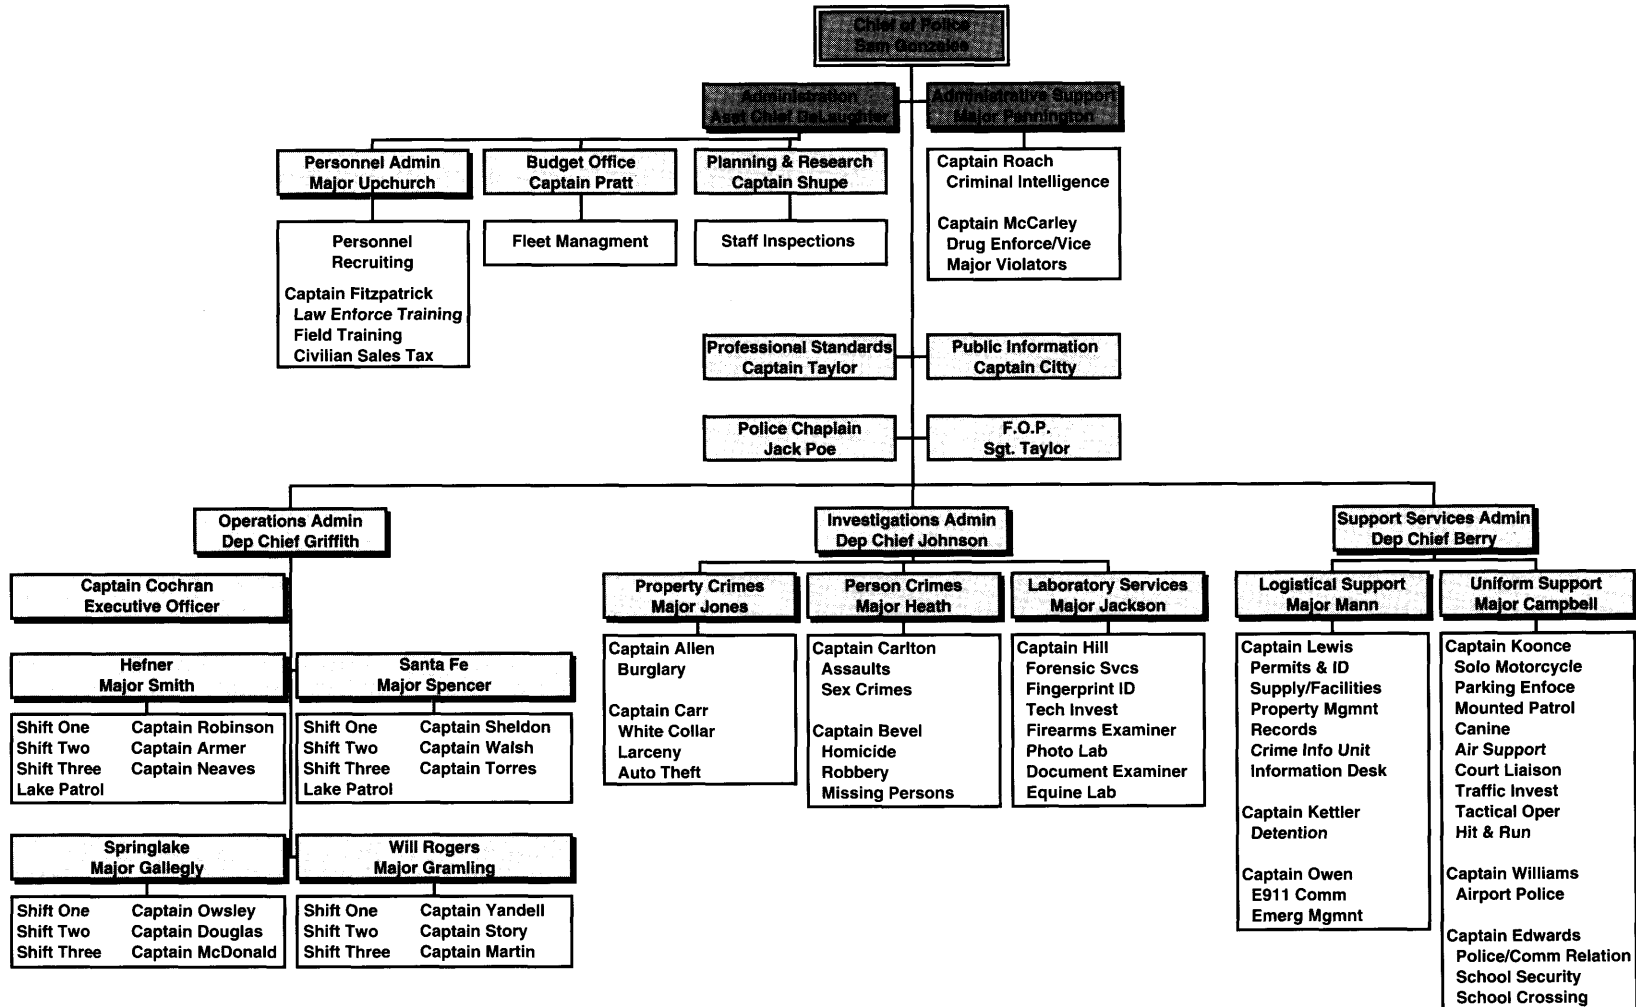 Chief of Police
Sam Gonzales
Administration
Asst Chief DeLaughter
Administrative Support
Major Pennington
Personnel Admin
Major Upchurch
Budget Office
Captain Pratt
Planning & Research
Captain Shupe
Captain Roach
Criminal Intelligence
Captain McCarley
Drug Enforce/Vice
Major Violators
Personnel
Recruiting
Captain Fitzpatrick
Law Enforce Training
Field Training
Civilian Sales Tax
Fleet Managment
Staff Inspections
Professional Standards
Captain Taylor
Public Information
Captain Citty
Police Chaplain
Jack Poe
F.O.P.
Sgt. Taylor
Operations Admin
Dep Chief Griffith
Investigations Admin
Dep Chief Johnson
Support Services Admin
Dep Chief Berry
Captain Cochran
Executive Officer
Hefner
Major Smith
Shift One Captain Robinson
Shift Two Captain Armer
Shift Three Captain Neaves
Lake Patrol
Santa Fe
Major Spencer
Shift One Captain Sheldon
Shift Two Captain Walsh
Shift Three Captain Torres
Lake Patrol
Springlake
Major Gallegly
Shift One Captain Owsley
Shift Two Captain Douglas
Shift Three Captain McDonald
Will Rogers
Major Gramling
Shift One Captain Yandell
Shift Two Captain Story
Shift Three Captain Martin
Property Crimes
Major Jones
Captain Allen
Burglary
Captain Carr
White Collar
Larceny
Auto Theft
Person Crimes
Major Heath
Captain Carlton
Assaults
Sex Crimes
Captain Bevel
Homicide
Robbery
Missing Persons
Laboratory Services
Major Jackson
Captain Hill
Forensic Svcs
Fingerprint ID
Tech Invest
Firearms Examiner
Photo Lab
Document Examiner
Equine Lab
Logistical Support
Major Mann
Captain Lewis
Permits & ID
Supply/Facilities
Property Mgmnt
Records
Crime Info Unit
Information Desk
Captain Kettler
Detention
Captain Owen
E911 Comm
Emerg Mgmnt
Uniform Support
Major Campbell
Captain Koonce
Solo Motorcycle
Parking Enfoce
Mounted Patrol
Canine
Air Support
Court Liaison
Traffic Invest
Tactical Oper
Hit & Run
Captain Williams
Airport Police
Captain Edwards
Police/Comm Relation
School Security
School Crossing